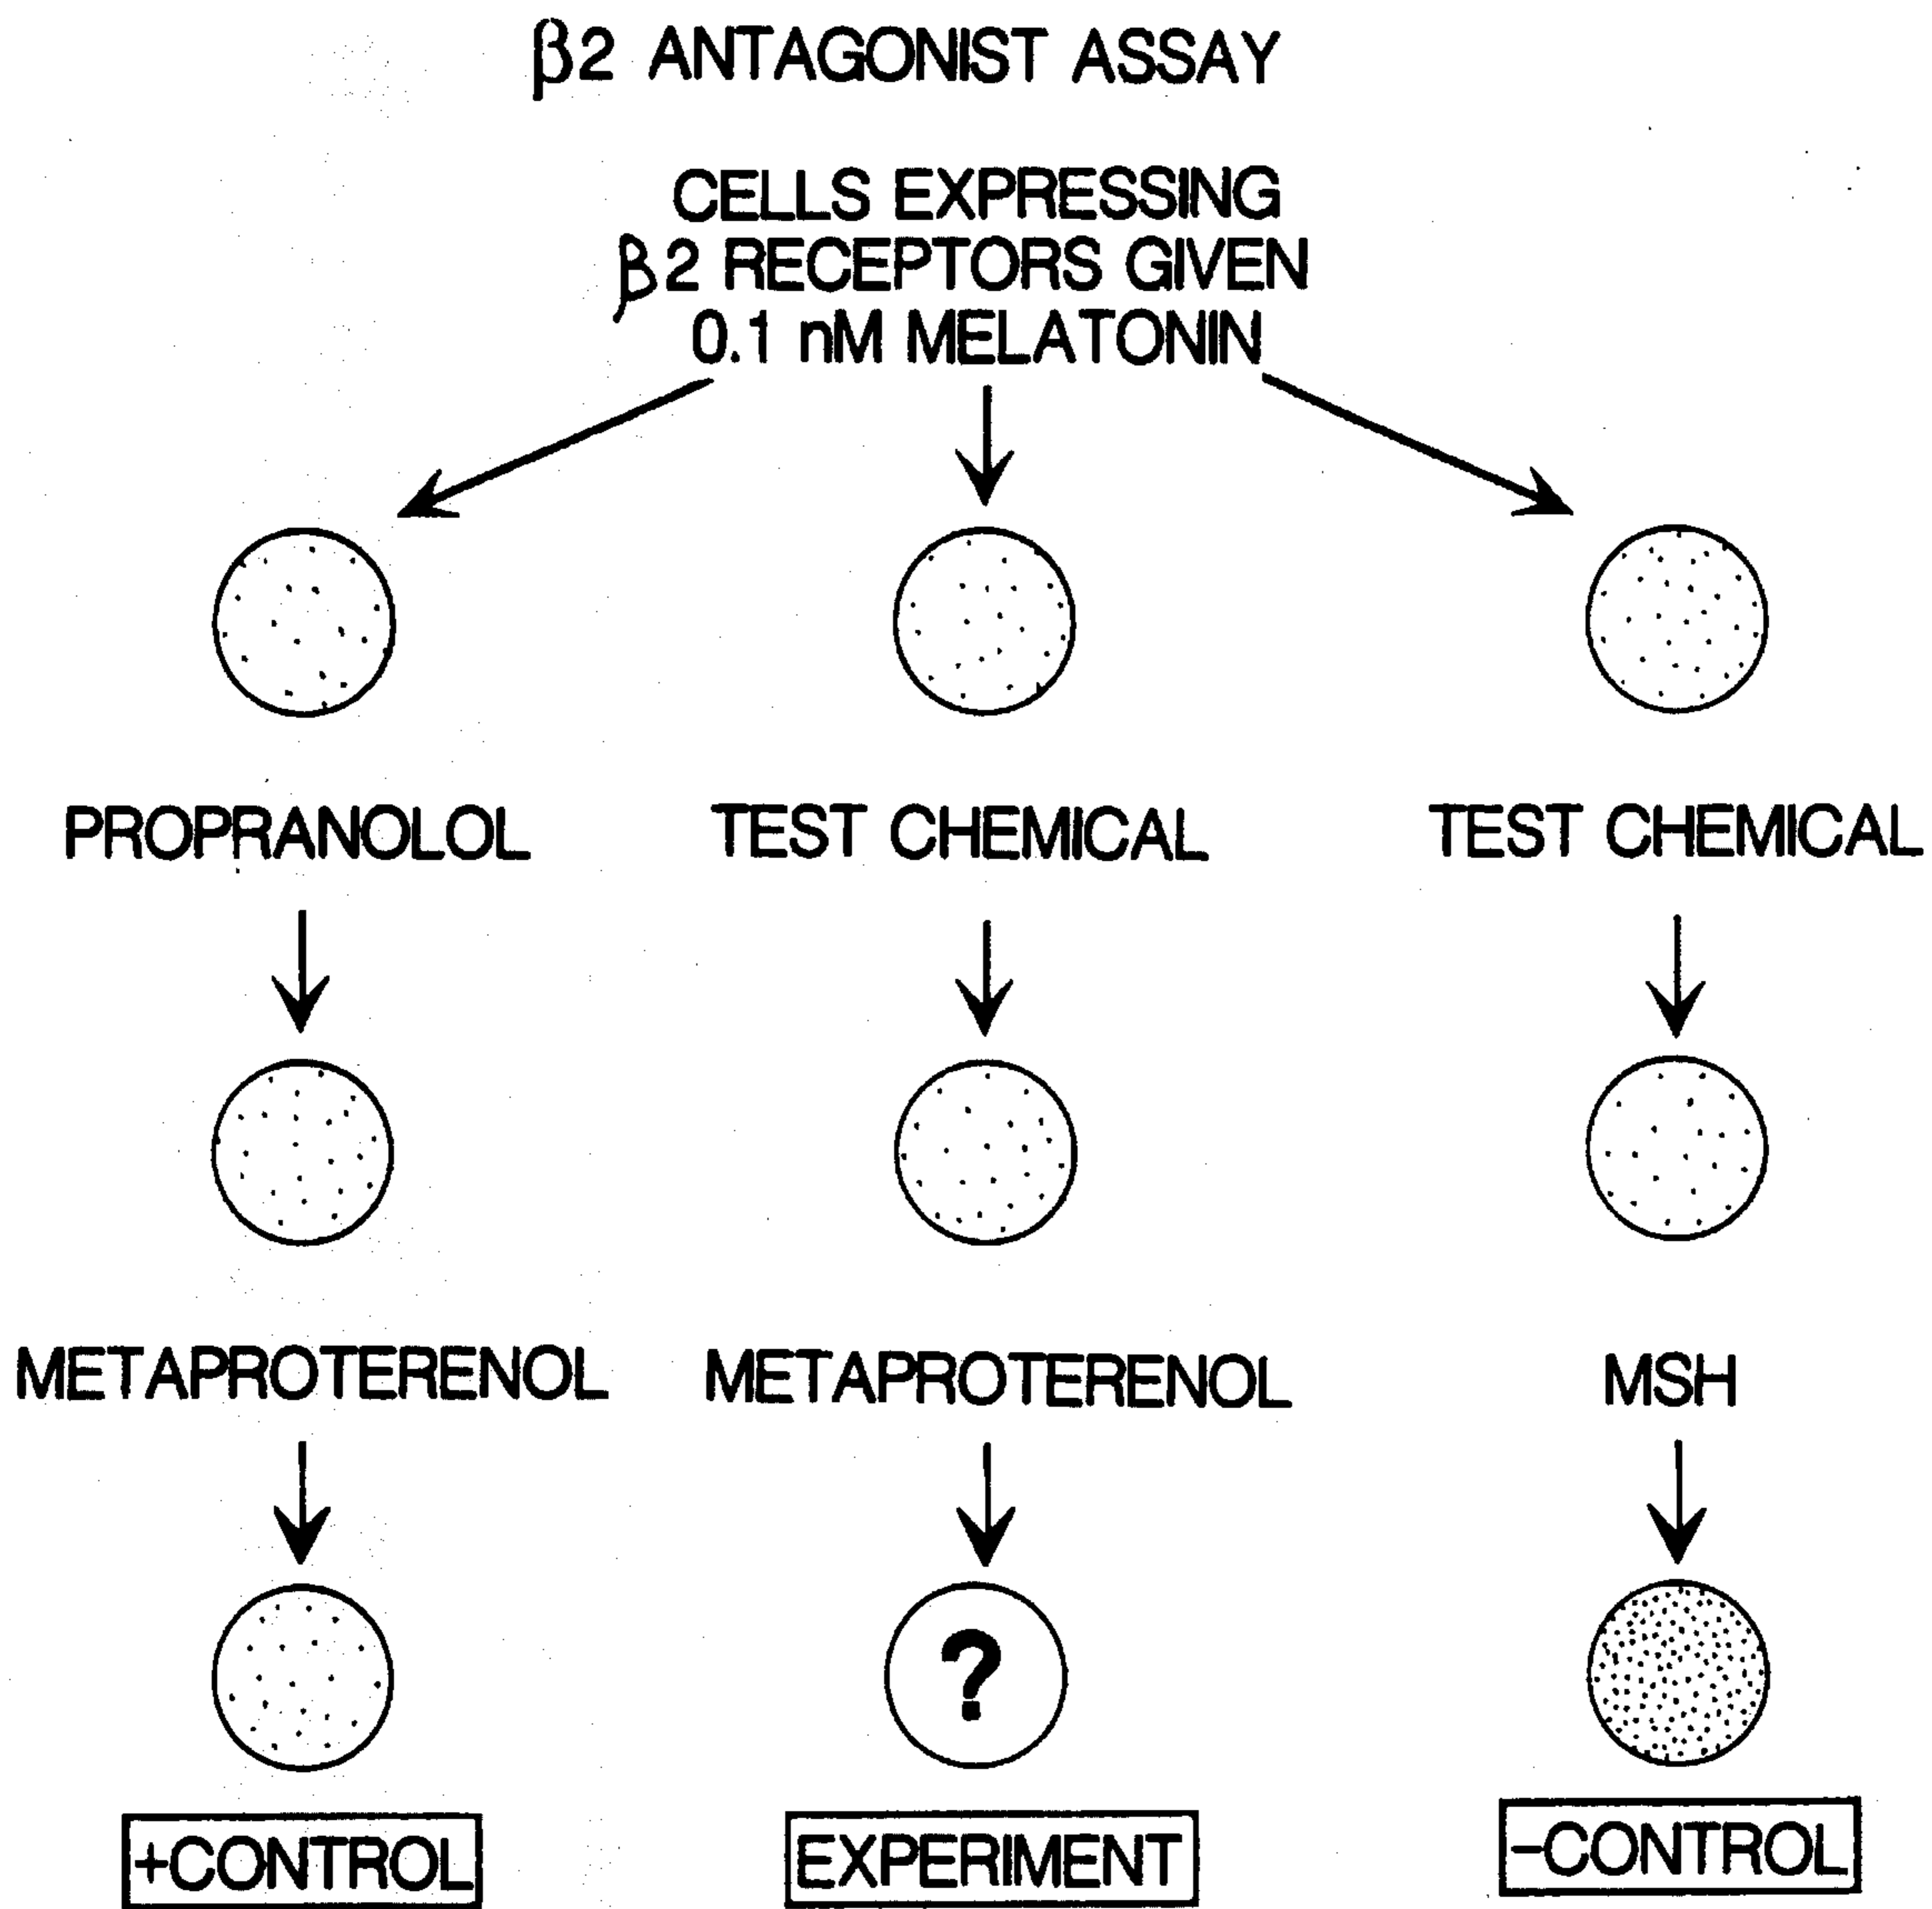 β2 ANTAGONIST ASSAY
CELLS EXPRESSING
β2 RECEPTORS GIVEN
0.1 nM MELATONIN
PROPRANOLOL TEST CHEMICAL TEST CHEMICAL
METAPROTERENOL METAPROTERENOL MSH
?
+CONTROL EXPERIMENT -CONTROL